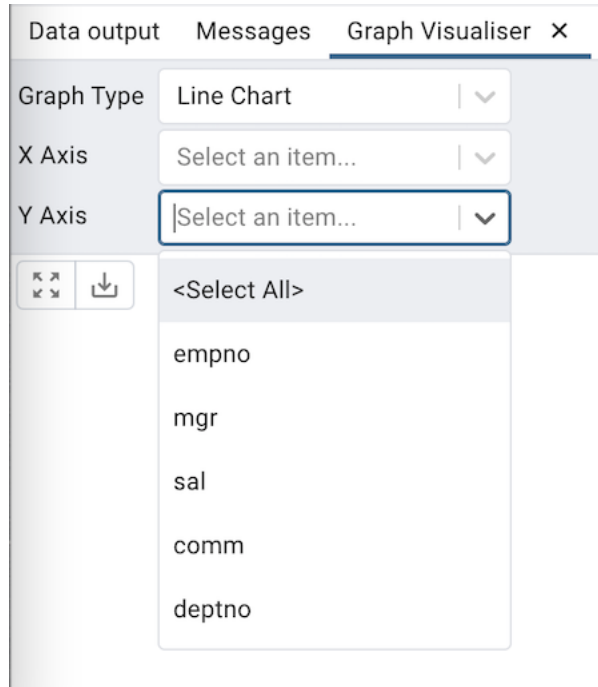 Data output Messages Graph Visualiser ×
Graph Type Line Chart
X Axis Select an item...
Y Axis Select an item...
<Select All>
empno
mgr
sal
comm
deptno